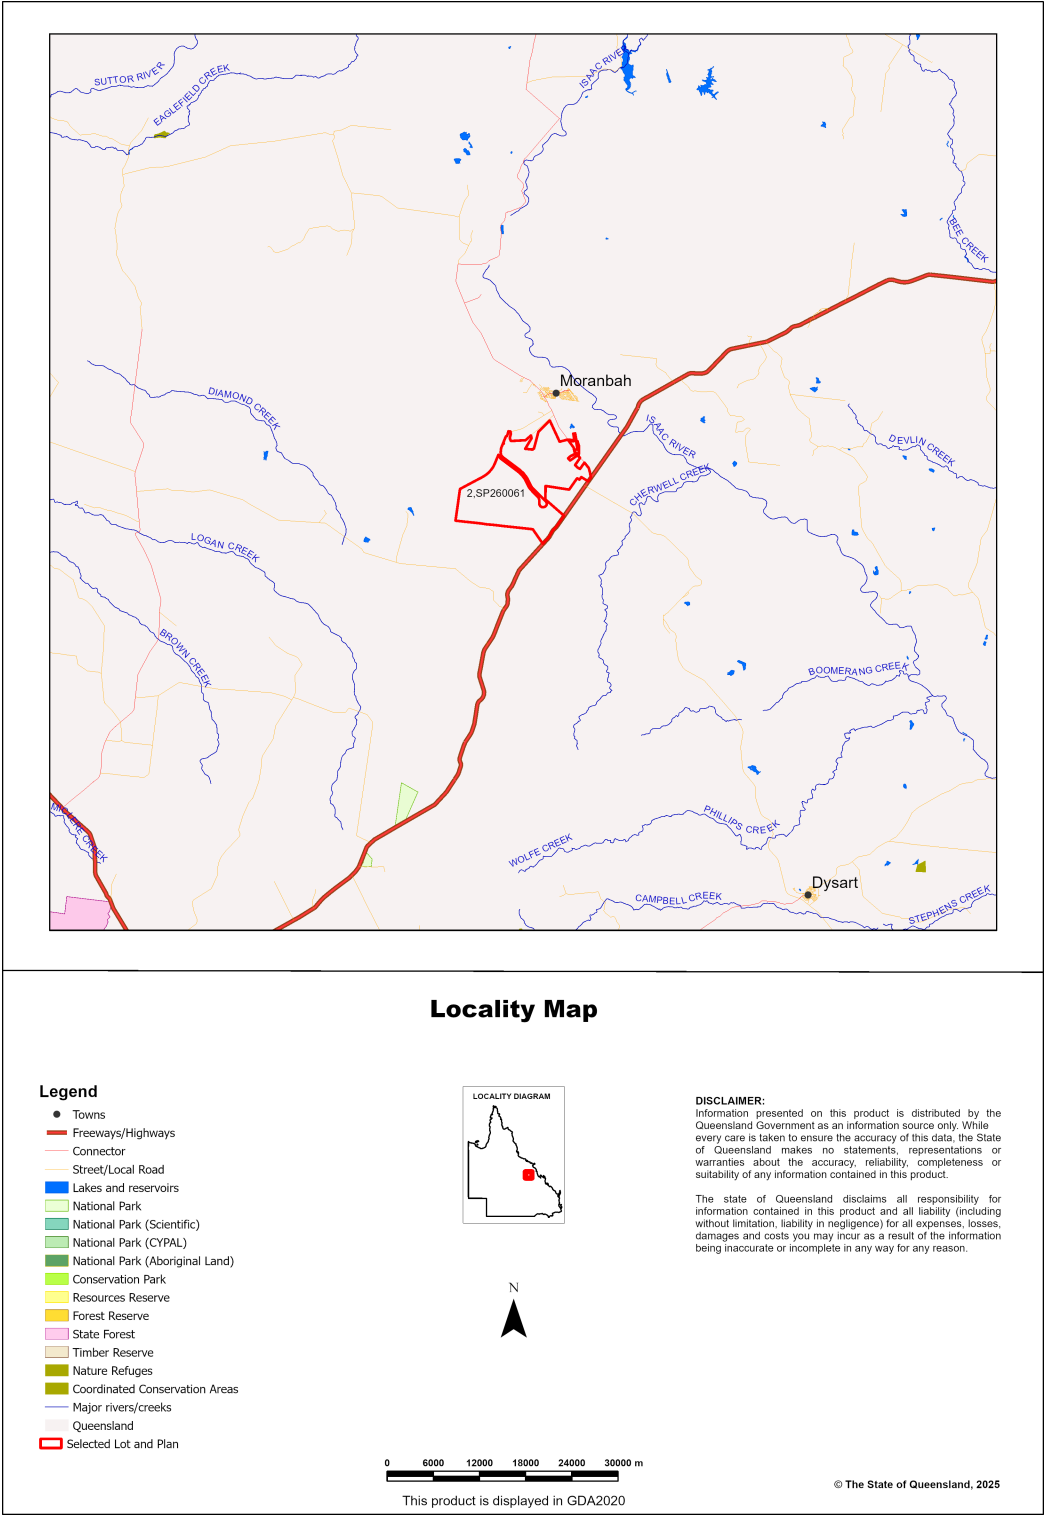 SUTTOR RIVER
EAGLEFIELD CREEK
ISAAC RIVER
BEE CREEK
Moranbah
DIAMOND CREEK
ISAAC RIVER
DEVLIN CREEK
CHERWELL CREEK
2,SP260061
LOGAN CREEK
BROWN CREEK
BOOMERANG CREEK
PHILLIPS CREEK
WOLFE CREEK
Dysart
CAMPBELL CREEK
STEPHENS CREEK
Locality Map
Legend
Towns
Freeways/Highways
Connector
Street/Local Road
Lakes and reservoirs
National Park
National Park (Scientific)
National Park (CYPAL)
National Park (Aboriginal Land)
Conservation Park
Resources Reserve
Forest Reserve
State Forest
Timber Reserve
Nature Refuges
Coordinated Conservation Areas
Major rivers/creeks
Queensland
Selected Lot and Plan
LOCALITY DIAGRAM
N
0 6000 12000 18000 24000 30000 m
This product is displayed in GDA2020
DISCLAIMER:
Information presented on this product is distributed by the
Queensland Government as an information source only. While
every care is taken to ensure the accuracy of this data, the State
of Queensland makes no statements, representations or
warranties about the accuracy, reliability, completeness or
suitability of any information contained in this product.
The state of Queensland disclaims all responsibility for
information contained in this product and all liability (including
without limitation, liability in negligence) for all expenses, losses,
damages and costs you may incur as a result of the information
being inaccurate or incomplete in any way for any reason.
© The State of Queensland, 2025